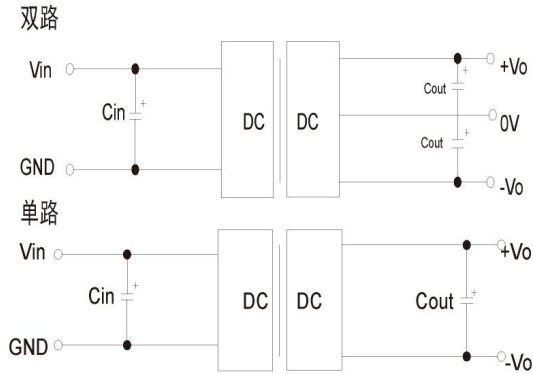 双路
Vin
+Vo
Cout
+
Cin
+
DC
DC
0V
Cout
+
GND
-Vo
单路
Vin
+Vo
Cin
+
DC
DC
Cout
+
GND
-Vo